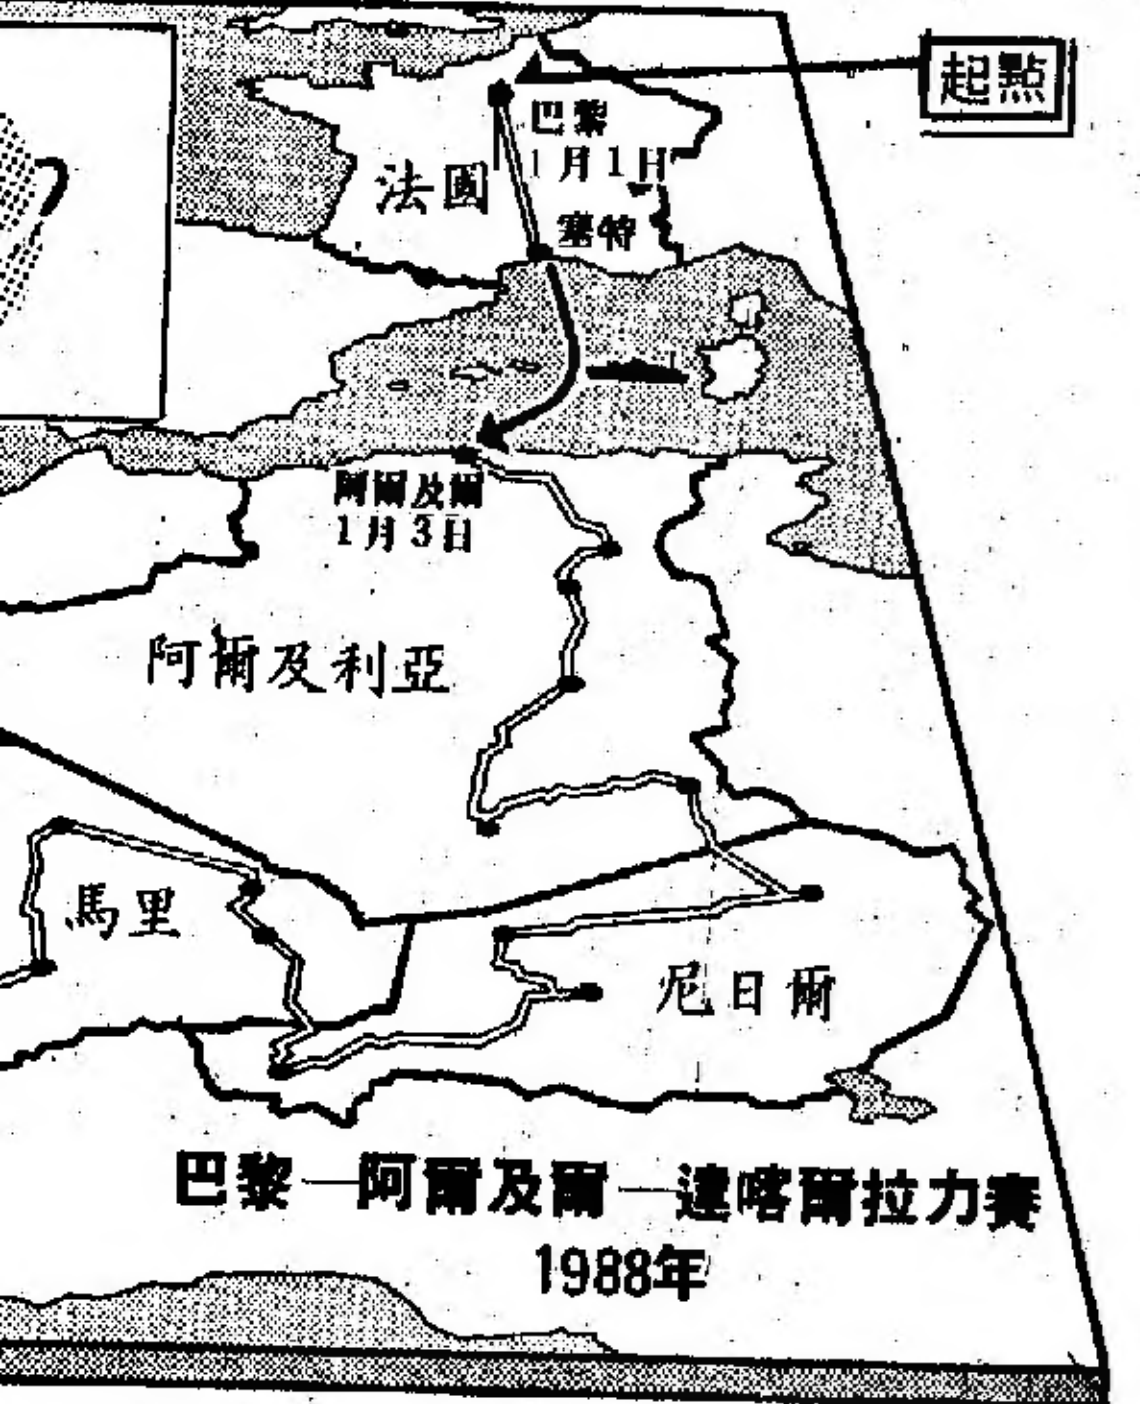 起點
巴黎
1月1日
法國
塞特
阿爾及爾
1月3日
阿爾及利亞
馬里
尼日爾
巴黎—阿爾及爾—達喀爾拉力賽
1988年